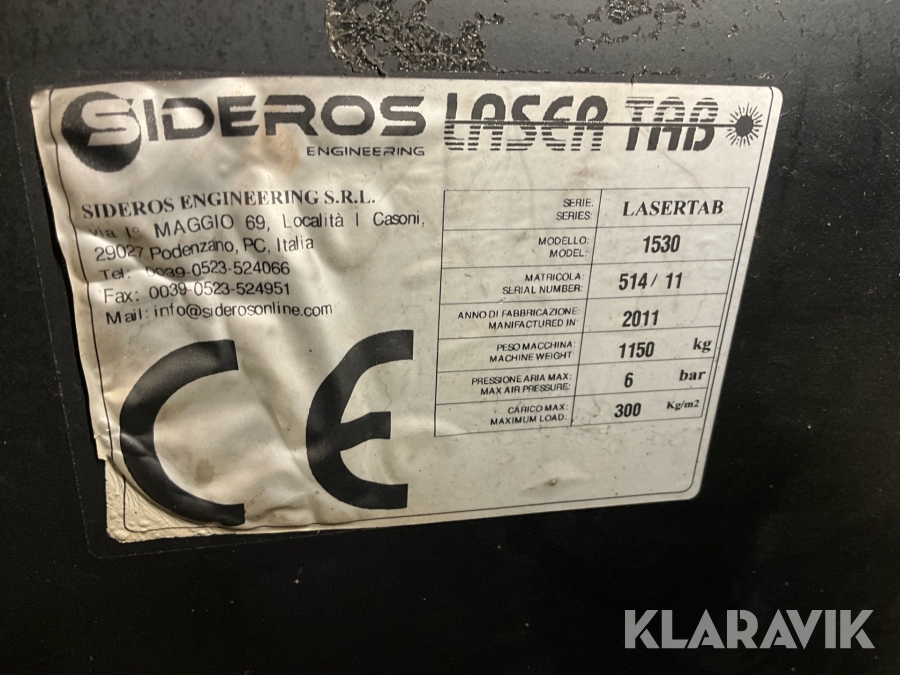 SIDEROS
ENGINEERING
LASER TAB
SIDEROS ENGINEERING S.R.L.
Via I° MAGGIO 69, Località I Casoni,
29027 Podenzano, PC, Italia
Tel: 0039-0523-524066
Fax: 0039-0523-524951
Mail: info@siderosonline.com
CE
SERIE:
SERIES: LASERTAB
MODELLO:
MODEL: 1530
MATRICOLA:
SERIAL NUMBER: 514 / 11
ANNO DI FABBRICAZIONE:
MANIFACTURED IN: 2011
PESO MACCHINA:
MACHINE WEIGHT 1150 kg
PRESSIONE ARIA MAX:
MAX AIR PRESSURE: 6 bar
CARICO MAX:
MAXIMUM LOAD: 300 Kg/m2
KLARAVIK